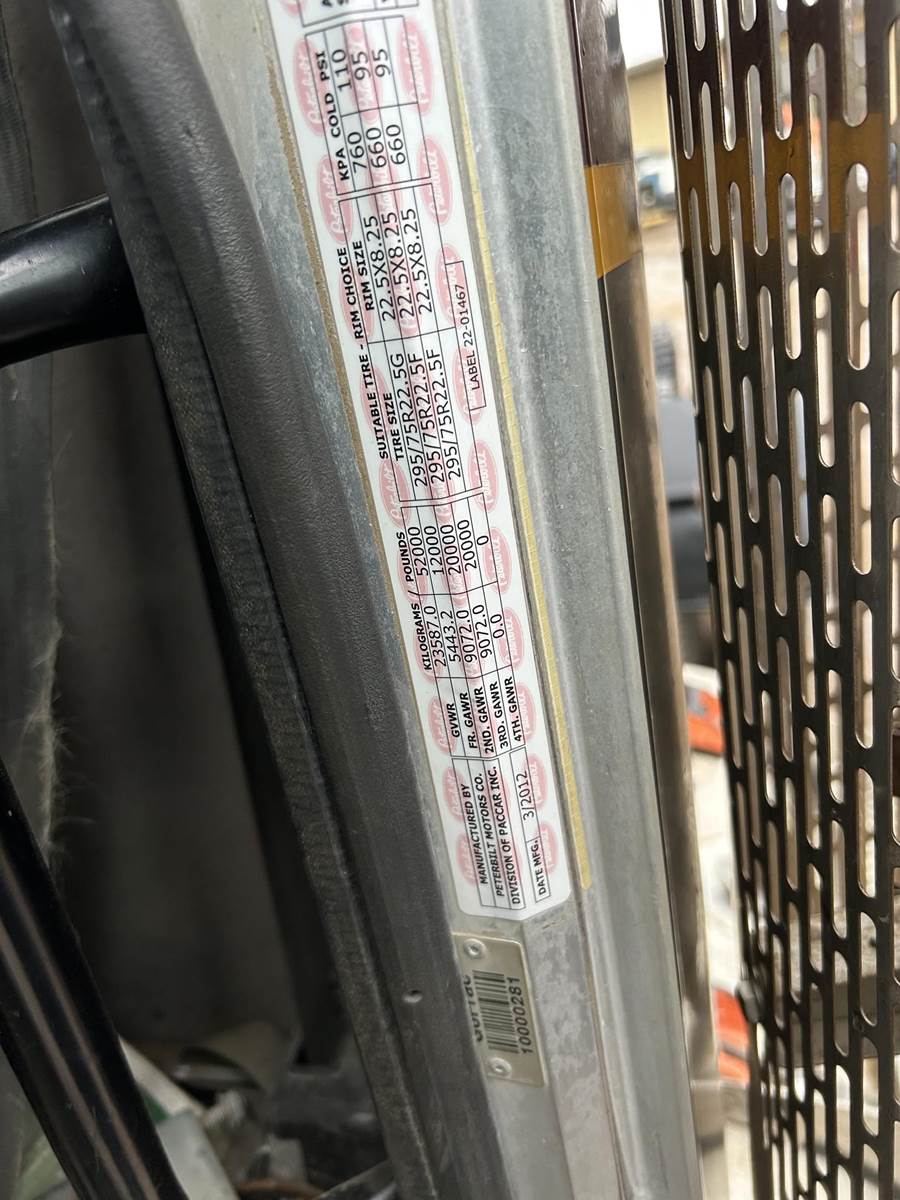 MANUFACTURED BY
PETERBILT MOTORS CO.
DIVISION OF PACCAR INC.
DATE MFG. 3/2012
KILOGRAMS / POUNDS
GVWR 23587.0 52000
FR. GAWR 5443.2 12000
2ND. GAWR 9072.0 20000
3RD. GAWR 9072.0 20000
4TH. GAWR 0.0 0
SUITABLE TIRE - RIM CHOICE
TIRE SIZE RIM SIZE KPA COLD PSI
295/75R22.5G 22.5X8.25 760 110
295/75R22.5F 22.5X8.25 660 95
295/75R22.5F 22.5X8.25 660 95
LABEL 22-01467
10000281